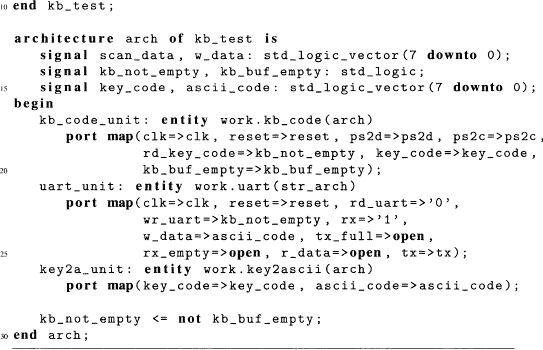 10 end kb_test;
architecture arch of kb_test is
signal scan_data, w_data: std_logic_vector(7 downto 0);
signal kb_not_empty, kb_buf_empty: std_logic;
15 signal key_code, ascii_code: std_logic_vector(7 downto 0);
begin
kb_code_unit: entity work.kb_code(arch)
port map(clk=>clk, reset=>reset, ps2d=>ps2d, ps2c=>ps2c,
rd_key_code=>kb_not_empty, key_code=>key_code,
20 kb_buf_empty=>kb_buf_empty);
uart_unit: entity work.uart(str_arch)
port map(clk=>clk, reset=>reset, rd_uart=>'0',
wr_uart=>kb_not_empty, rx=>'1',
w_data=>ascii_code, tx_full=>open,
25 rx_empty=>open, r_data=>open, tx=>tx);
key2a_unit: entity work.key2ascii(arch)
port map(key_code=>key_code, ascii_code=>ascii_code);
kb_not_empty <= not kb_buf_empty;
30 end arch;